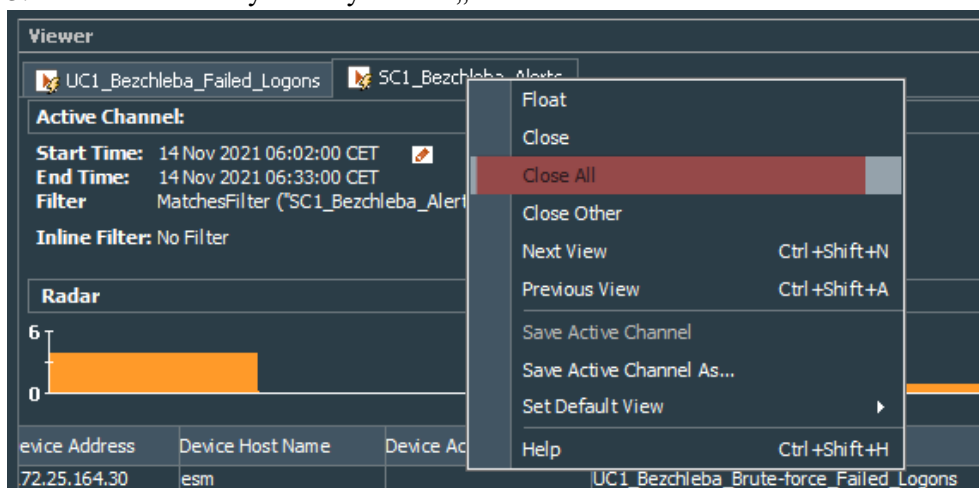 Viewer
UC1_Bezchleba_Failed_Logons SC1_Bezchleba_Alerts
Active Channel:
Start Time: 14 Nov 2021 06:02:00 CET
End Time: 14 Nov 2021 06:33:00 CET
Filter MatchesFilter ("SC1_Bezchleba_Alert
Inline Filter: No Filter
Radar
6
0
evice Address Device Host Name Device Ac
72.25.164.30 esm UC1_Bezchleba_Brute-force_Failed_Logons
Float
Close
Close All
Close Other
Next View Ctrl+Shift+N
Previous View Ctrl+Shift+A
Save Active Channel
Save Active Channel As...
Set Default View
Help Ctrl+Shift+H